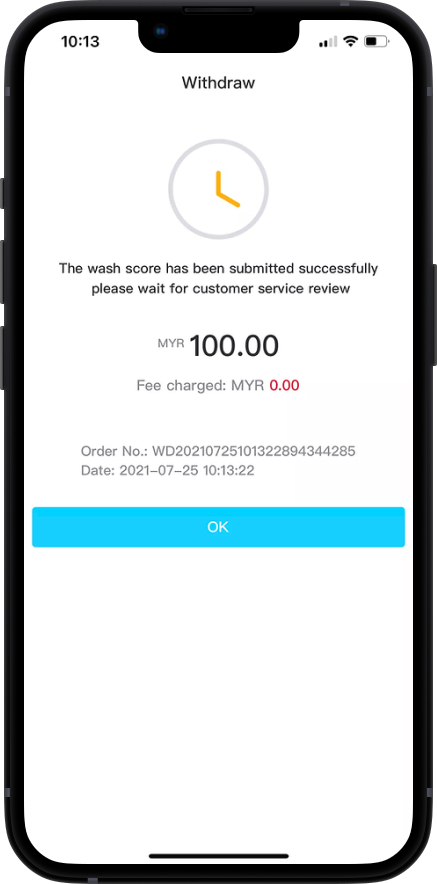 10:13
Withdraw
The wash score has been submitted successfully
please wait for customer service review
MYR 100.00
Fee charged: MYR 0.00
Order No.: WD20210725101322894344285
Date: 2021-07-25 10:13:22
OK